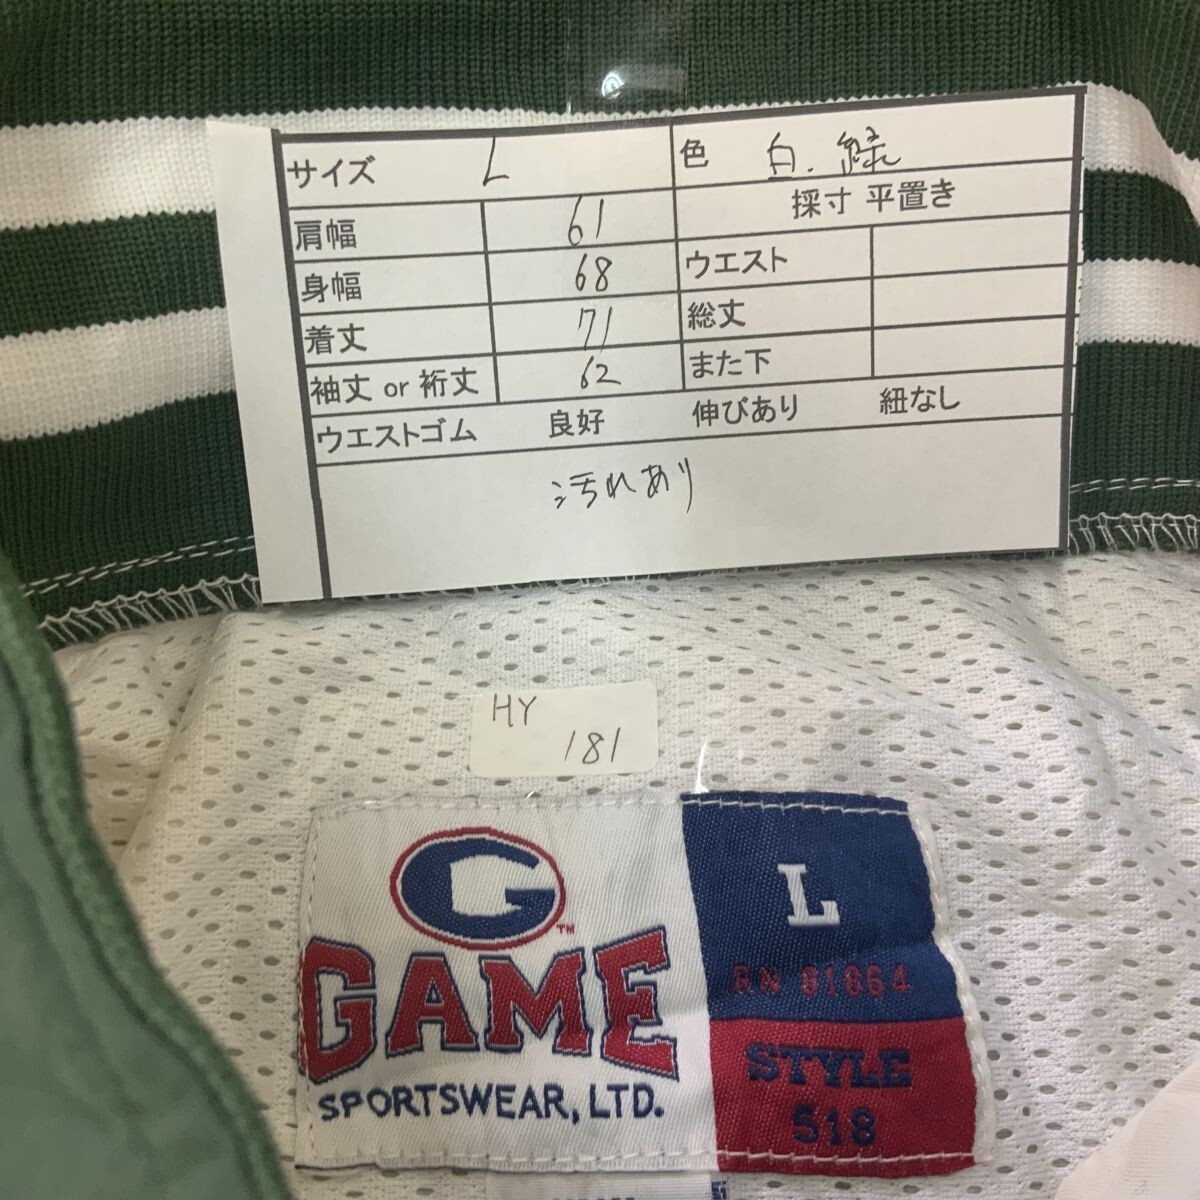 サイズ L 色 白.緑
肩幅 61 採寸 平置き
身幅 68 ウエスト
着丈 71 総丈
袖丈 or 裄丈 62 また下
ウエストゴム 良好 伸びあり 紐なし
汚れあり
HY
181
G TM
GAME
SPORTSWEAR, LTD.
L
RN 81864
STYLE
518